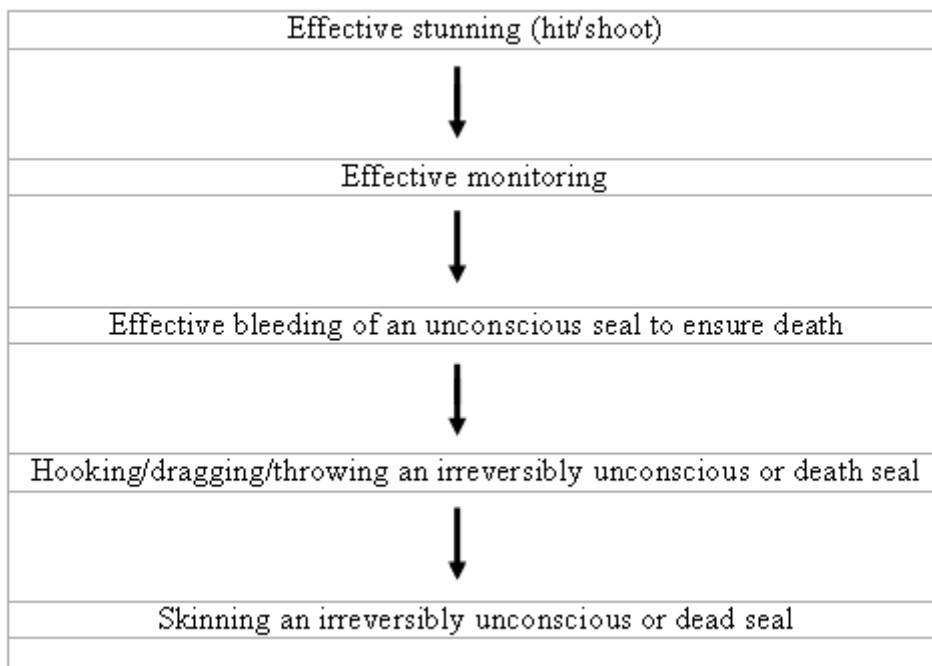 Effective stunning (hit/shoot)
Effective monitoring
Effective bleeding of an unconscious seal to ensure death
Hooking/dragging/throwing an irreversibly unconscious or death seal
Skinning an irreversibly unconscious or dead seal